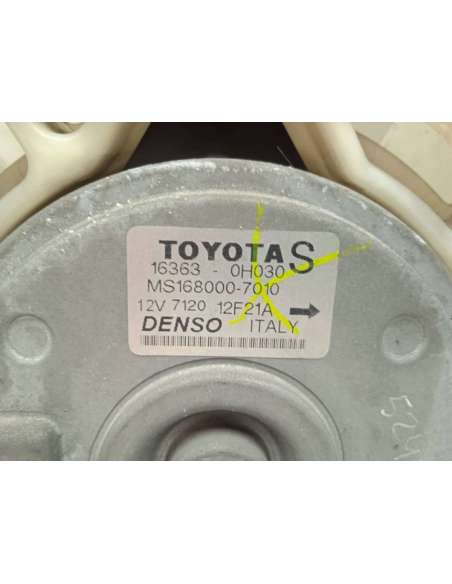 TOYOTA S
16363 - 0H030
MS168000-7010
12V 7120 12F21A
DENSO ITALY